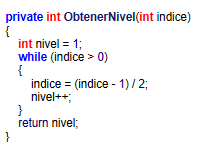 private int ObtenerNivel(int indice)
{
int nivel = 1;
while (indice > 0)
{
indice = (indice - 1) / 2;
nivel++;
}
return nivel;
}